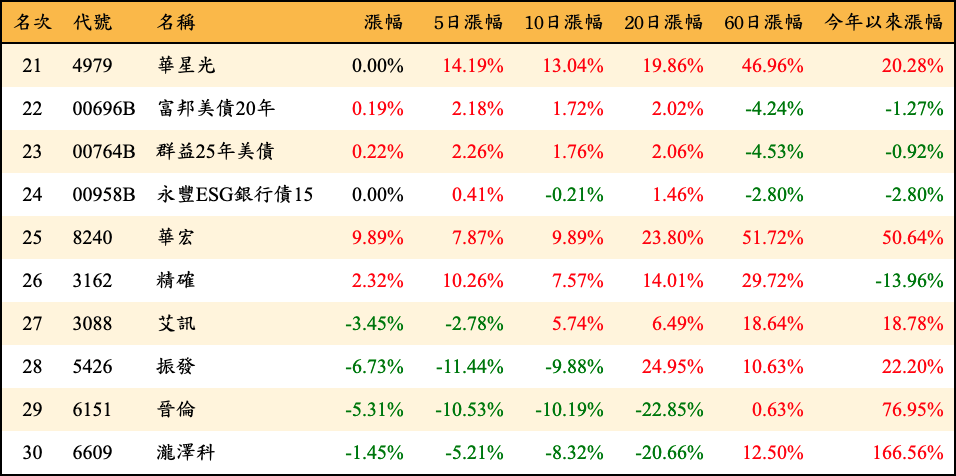 名次 代號 名稱 漲幅 5日漲幅 10日漲幅 20日漲幅 60日漲幅 今年以來漲幅
21 4979 華星光 0.00% 14.19% 13.04% 19.86% 46.96% 20.28%
22 00696B 富邦美債20年 0.19% 2.18% 1.72% 2.02% -4.24% -1.27%
23 00764B 群益25年美債 0.22% 2.26% 1.76% 2.06% -4.53% -0.92%
24 00958B 永豐ESG銀行債15 0.00% 0.41% -0.21% 1.46% -2.80% -2.80%
25 8240 華宏 9.89% 7.87% 9.89% 23.80% 51.72% 50.64%
26 3162 精確 2.32% 10.26% 7.57% 14.01% 29.72% -13.96%
27 3088 艾訊 -3.45% -2.78% 5.74% 6.49% 18.64% 18.78%
28 5426 振發 -6.73% -11.44% -9.88% 24.95% 10.63% 22.20%
29 6151 晉倫 -5.31% -10.53% -10.19% -22.85% 0.63% 76.95%
30 6609 瀧澤科 -1.45% -5.21% -8.32% -20.66% 12.50% 166.56%